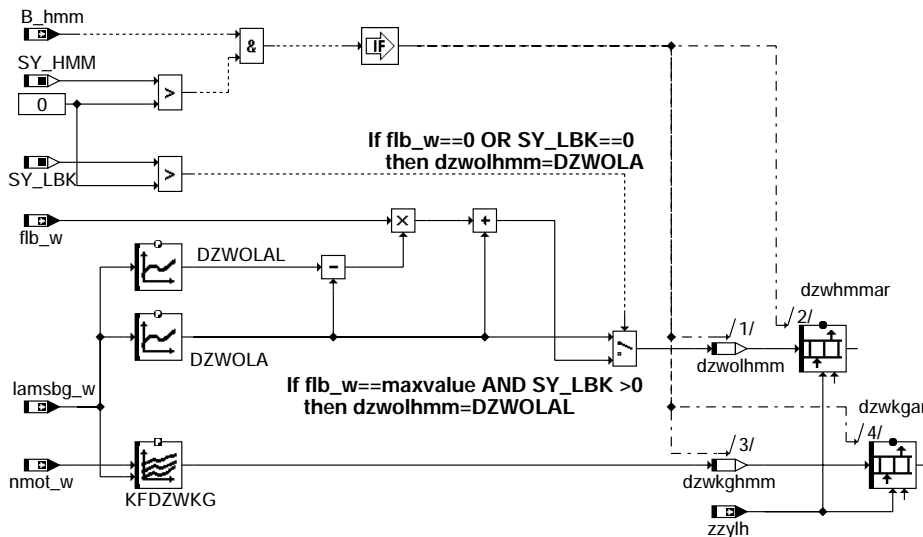 B_hmm
&
IF
SY_HMM
>
0
SY_LBK
>
If flb_w==0 OR SY_LBK==0
then dzwolhmm=DZWOLA
flb_w
×
+
DZWOLAL
−
DZWOLA
dzwhmmar
2/
1/
dzwolhmm
If flb_w==maxvalue AND SY_LBK >0
then dzwolhmm=DZWOLAL
lamsbg_w
dzwkgar
4/
3/
nmot_w
KFDZWKG
dzwkghmm
zzylh